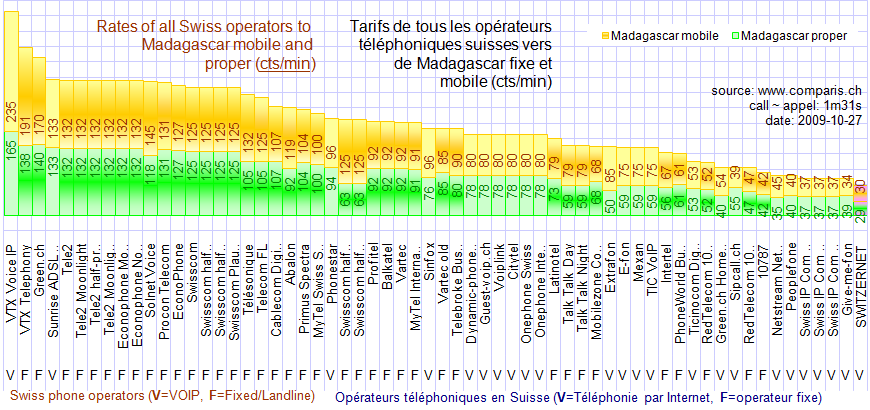 Rates of all Swiss operators to
Madagascar mobile and
proper (cts/min)
Tarifs de tous les opérateurs
téléphoniques suisses vers
de Madagascar fixe et
mobile (cts/min)
Madagascar mobile
Madagascar proper
source: www.comparis.ch
call ~ appel: 1m31s
date: 2009-10-27
235 191 170 133 132 132 132 132 132 132 145 131 127 125 125 125 125 132 125 107 119 104 100 96 125 125 92 92 92 91 96 85 90 80 80 80 80 80 80 79 79 79 68 85 75 75 75 67 61 53 52 54 39 47 42 45 40 37 37 37 34 30
165 138 140 133 132 132 132 132 132 132 118 131 127 125 125 125 125 105 105 107 92 104 100 94 63 63 92 92 92 91 76 85 80 78 78 78 78 78 78 73 59 59 68 50 59 59 59 56 61 53 52 40 55 47 42 35 40 37 37 37 39 29
VTX Voice IP
VTX Telephony
Green.ch
Sunrise ADSL ..
Tele2
Tele2 Moonlight
Tele2 half-pr...
Tele2 Moonlig...
Econophone Mo...
Econophone No...
Solnet Voice
Procon Telecom
EconoPhone
Swisscom
Swisscom half...
Swisscom half...
Swisscom Plau
Télésonique
Telecom FL
Cablecom Digi...
Abalon
Primus Spectra
MyTel Swiss S...
Phonestar
Swisscom half...
Swisscom half...
Profitel
Balkatel
Vartec
MyTel Interna...
Sinfox
Vartec old
Telebroke Bus...
Dynamic-phone...
Guest-voip.ch
Voiplink
Citytel
Onephone Swiss
Onephone Inte...
Latinotel
Talk Talk Day
Talk Talk Night
Mobilezone Co...
Extrafon
E-fon
Mexan
TIC VoIP
Intertel
PhoneWorld Bu...
Ticinocom Dig...
RedTelecom 10...
Green.ch Home...
Sipcall.ch
RedTelecom 10...
10787
Netstream Net...
Peoplefone
Swiss IP Com ...
Swiss IP Com ...
Swiss IP Com ...
Give-me-fon
SWITZERNET
V F F V F F F F F F F F F F F F F F F F F F F V F F F F F F V F F V V V V V V F F F F V V V V F F F F V V F F V V V V V V V
Swiss phone operators (V=VOIP, F=Fixed/Landline)
Opérateurs téléphoniques en Suisse (V=Téléphonie par Internet, F=operateur fixe)